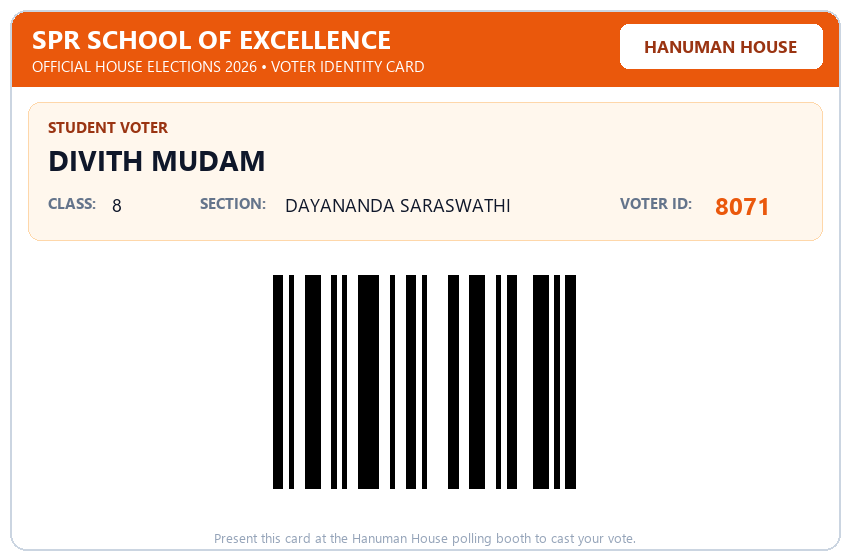 SPR SCHOOL OF EXCELLENCE
HANUMAN HOUSE
OFFICIAL HOUSE ELECTIONS 2026 • VOTER IDENTITY CARD
STUDENT VOTER
DIVITH MUDAM
CLASS: 8 SECTION: DAYANANDA SARASWATHI VOTER ID: 8071
Present this card at the Hanuman House polling booth to cast your vote.